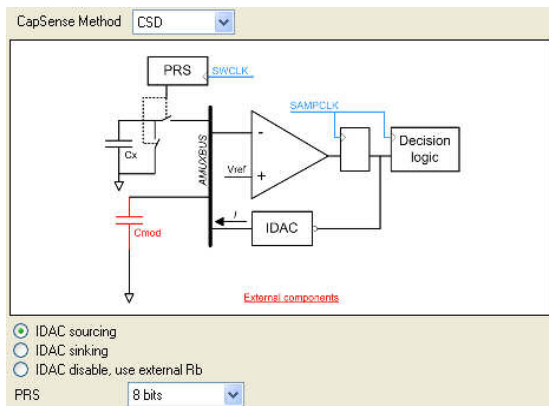 CapSense Method CSD
PRS
SWCLK
SAMPCLK
Cx
AMUXBUS
-
Vref
+
Decision
logic
I
IDAC
Cmod
External components
IDAC sourcing
IDAC sinking
IDAC disable, use external Rb
PRS 8 bits